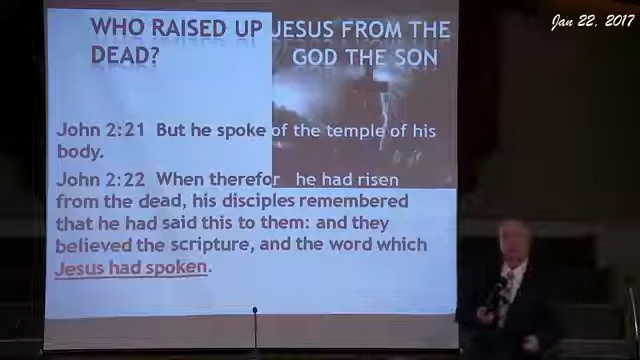 Jan 22, 2017
WHO RAISED UP JESUS FROM THE
DEAD? GOD THE SON
John 2:21 But he spoke of the temple of his
body.
John 2:22 When therefor he had risen
from the dead, his disciples remembered
that he had said this to them: and they
believed the scripture, and the word which
Jesus had spoken.